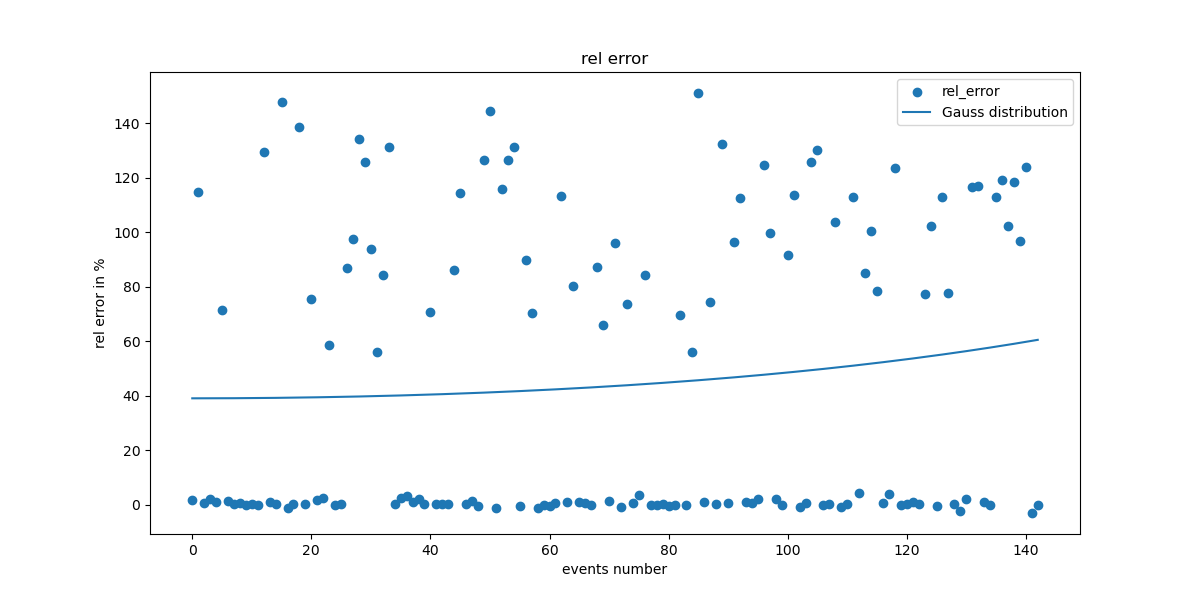 rel error
rel_error
Gauss distribution
140
120
100
80
60
40
20
0
rel error in %
0 20 40 60 80 100 120 140
events number